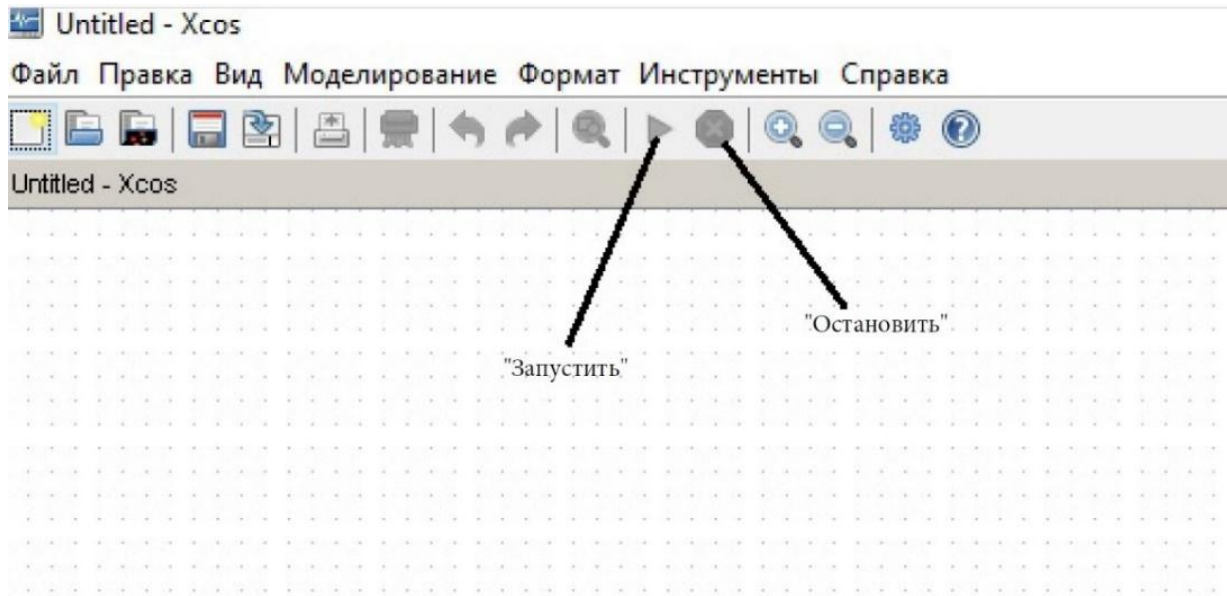 Untitled - Xcos
Файл Правка Вид Моделирование Формат Инструменты Справка
Untitled - Xcos
"Остановить"
"Запустить"